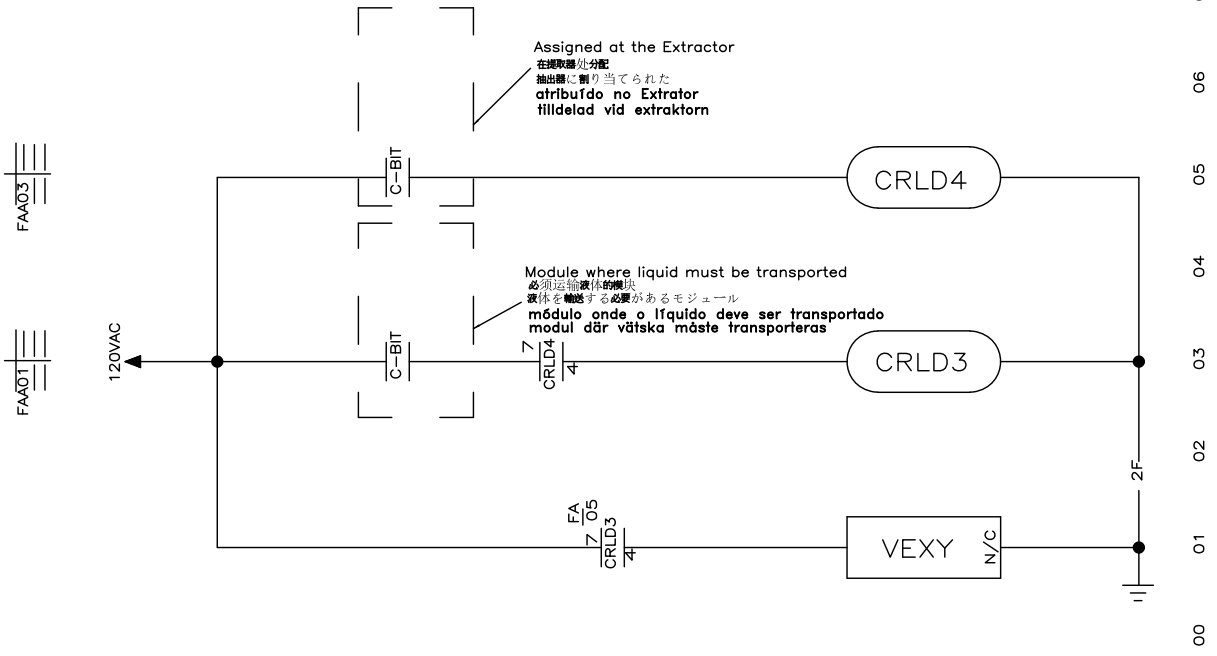 Assigned at the Extractor
在提取器处分配
抽出器に割り当てられた
atribuído no Extrator
tilldelad vid extraktorn
06
FAA03
C-BIT
CRLD4
05
04
Module where liquid must be transported
必须运输液体的模块
液体を輸送する必要があるモジュール
módulo onde o líquido deve ser transportado
modul där vätska måste transporteras
FAA01
120VAC
C-BIT
7
CRLD4
4
CRLD3
03
02
2F
FA
05
7
CRLD3
4
VEXY
N/C
01
00